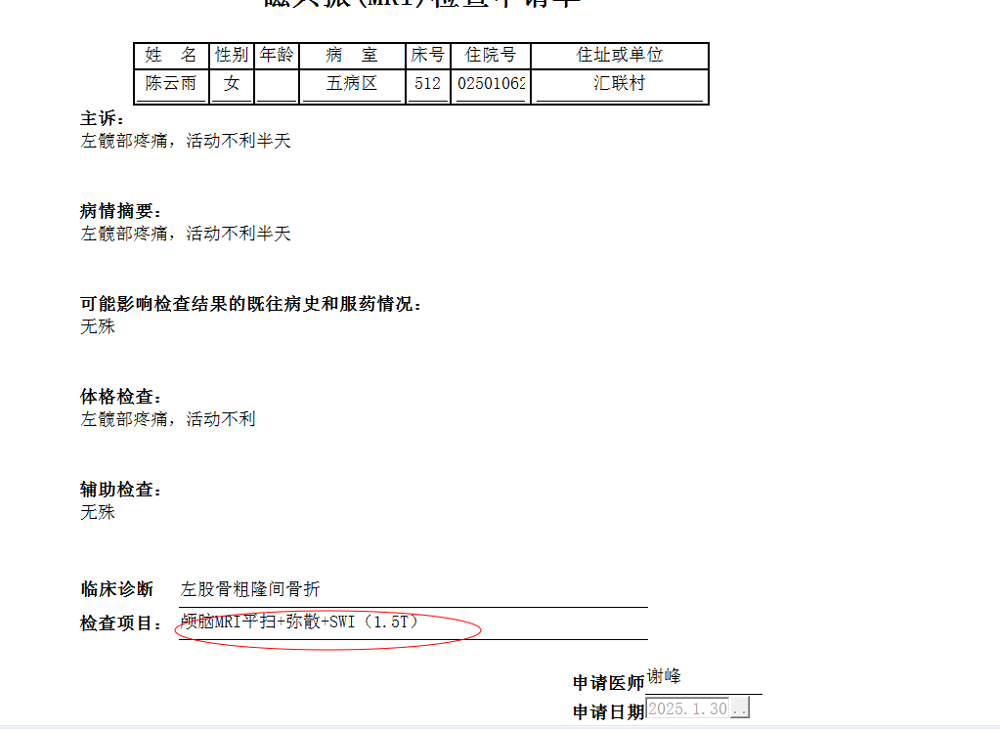 磁共振(MRI)检查申请单
姓 名 性别 年龄 病 室 床号 住院号 住址或单位
陈云雨 女 五病区 512 02501062 汇联村
主诉：
左髋部疼痛，活动不利半天
病情摘要：
左髋部疼痛，活动不利半天
可能影响检查结果的既往病史和服药情况：
无殊
体格检查：
左髋部疼痛，活动不利
辅助检查：
无殊
临床诊断 左股骨粗隆间骨折
检查项目： 颅脑MRI平扫+弥散+SWI（1.5T）
申请医师 谢峰
申请日期 2025.1.30 ..